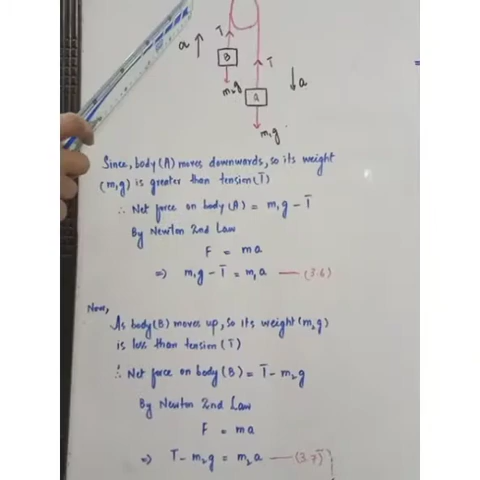 T
a
B
m₂g
T
a
A
m₁g
Since, body (A) moves downwards, so its weight
(m₁g) is greater than tension (T)
∴ Net force on body (A) = m₁g - T
By Newton 2nd Law
F = ma
⇒ m₁g - T = m₁a — (3.6)
Now,
As body (B) moves up, so its weight (m₂g)
is less than tension (T)
∴ Net force on body (B) = T - m₂g
By Newton 2nd Law
F = ma
⇒ T - m₂g = m₂a — (3.7)